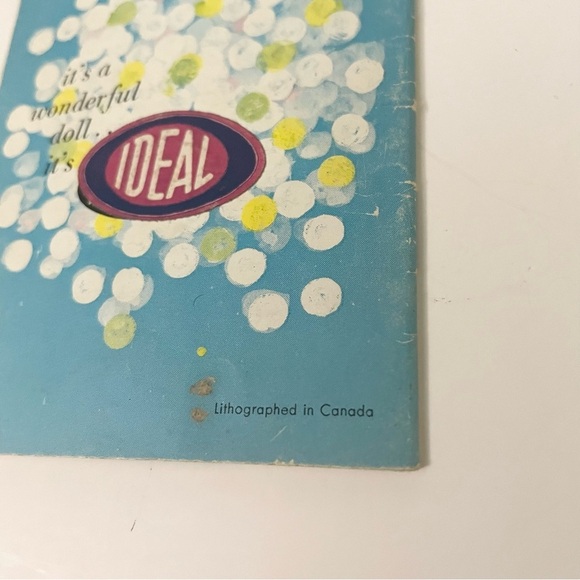 it's a
wonderful
doll . .
it's
IDEAL
Lithographed in Canada